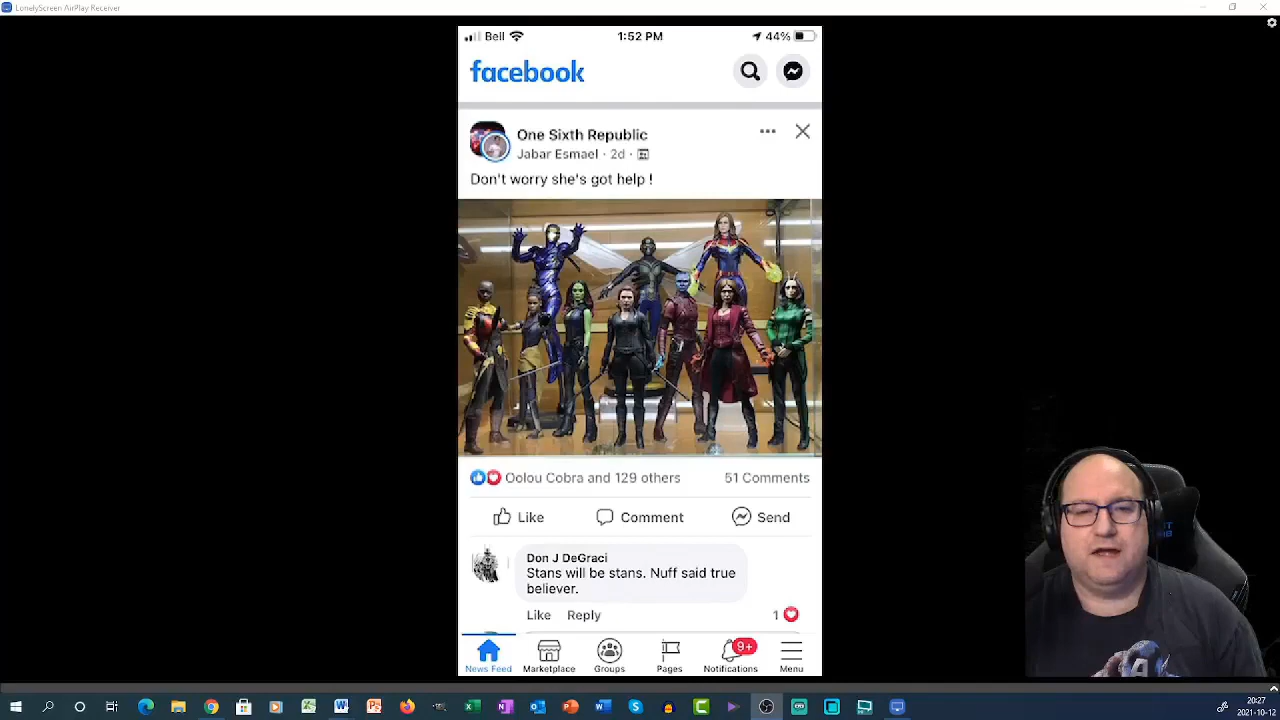 LonelyScreen AirPlay Receiver
Bell
1:52 PM
44%
facebook
One Sixth Republic
Jabar Esmael · 2d ·
Don't worry she's got help !
Oolou Cobra and 129 others
51 Comments
Like
Comment
Send
Don J DeGraci
Stans will be stans. Nuff said true
believer.
Like Reply
1
9+
News Feed
Marketplace
Groups
Pages
Notifications
Menu
20:27
2021-10-12